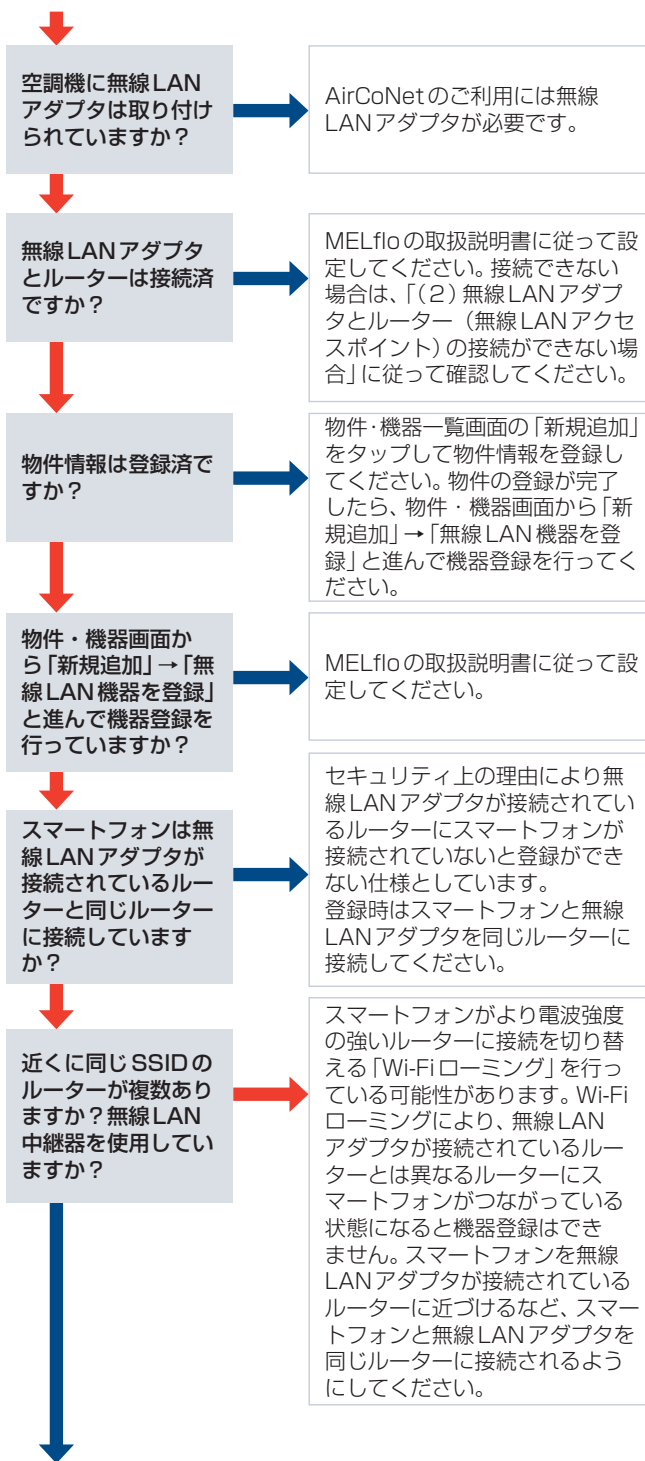 空調機に無線LAN
アダプタは取り付け
られていますか？
AirCoNetのご利用には無線
LANアダプタが必要です。
無線LANアダプタ
とルーターは接続済
ですか？
MELfloの取扱説明書に従って設
定してください。接続できない
場合は、「（2）無線LANアダプ
タとルーター（無線LANアクセ
スポイント）の接続ができない場
合」に従って確認してください。
物件情報は登録済で
すか？
物件・機器一覧画面の「新規追加」
をタップして物件情報を登録し
てください。物件の登録が完了
したら、物件・機器画面から「新
規追加」→「無線LAN機器を登
録」と進んで機器登録を行ってく
ださい。
物件・機器画面か
ら「新規追加」→「無
線LAN機器を登録」
と進んで機器登録を
行っていますか？
MELfloの取扱説明書に従って設
定してください。
スマートフォンは無
線LANアダプタが
接続されているルー
ターと同じルーター
に接続しています
か？
セキュリティ上の理由により無
線LANアダプタが接続されてい
るルーターにスマートフォンが
接続されていないと登録ができ
ない仕様としています。
登録時はスマートフォンと無線
LANアダプタを同じルーターに
接続してください。
近くに同じSSIDの
ルーターが複数あり
ますか？無線LAN
中継器を使用してい
ますか？
スマートフォンがより電波強度
の強いルーターに接続を切り替
える「Wi-Fiローミング」を行っ
ている可能性があります。Wi-Fi
ローミングにより、無線LAN
アダプタが接続されているルー
ターとは異なるルーターにス
マートフォンがつながっている
状態になると機器登録はでき
ません。スマートフォンを無線
LANアダプタが接続されている
ルーターに近づけるなど、スマー
トフォンと無線LANアダプタを
同じルーターに接続されるよう
にしてください。